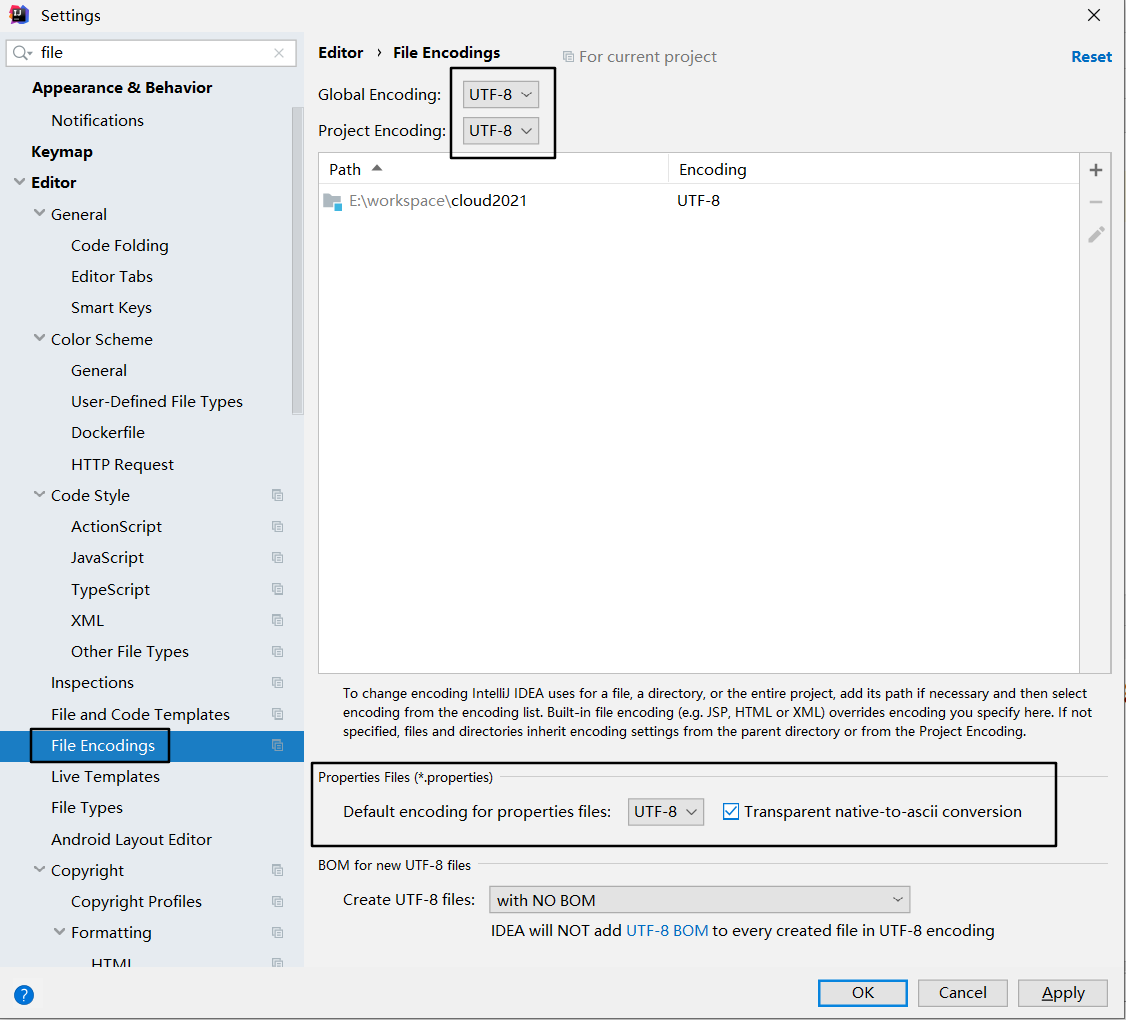 Settings
file
Appearance & Behavior
Notifications
Keymap
Editor
General
Code Folding
Editor Tabs
Smart Keys
Color Scheme
General
User-Defined File Types
Dockerfile
HTTP Request
Code Style
ActionScript
JavaScript
TypeScript
XML
Other File Types
Inspections
File and Code Templates
File Encodings
Live Templates
File Types
Android Layout Editor
Copyright
Copyright Profiles
Formatting
HTML
Editor › File Encodings
For current project
Reset
Global Encoding: UTF-8
Project Encoding: UTF-8
Path Encoding
E:\workspace\cloud2021 UTF-8
To change encoding IntelliJ IDEA uses for a file, a directory, or the entire project, add its path if necessary and then select
encoding from the encoding list. Built-in file encoding (e.g. JSP, HTML or XML) overrides encoding you specify here. If not
specified, files and directories inherit encoding settings from the parent directory or from the Project Encoding.
Properties Files (*.properties)
Default encoding for properties files: UTF-8 Transparent native-to-ascii conversion
BOM for new UTF-8 files
Create UTF-8 files: with NO BOM
IDEA will NOT add UTF-8 BOM to every created file in UTF-8 encoding
?
OK Cancel Apply